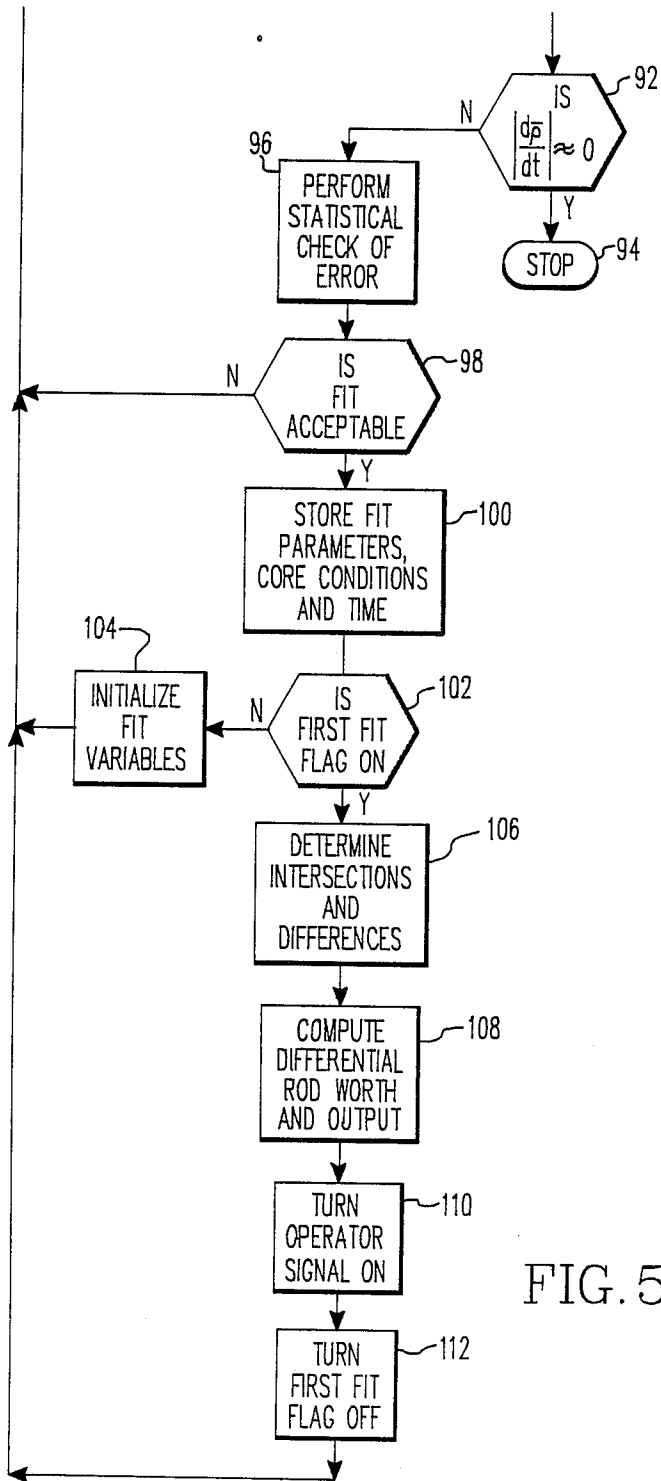 92
IS
|dρ̅/dt| ≈ 0
N
Y
STOP
94
96
PERFORM
STATISTICAL
CHECK OF
ERROR
98
IS
FIT
ACCEPTABLE
N
Y
STORE FIT
PARAMETERS,
CORE CONDITIONS
AND TIME
100
104
INITIALIZE
FIT
VARIABLES
N
IS
FIRST FIT
FLAG ON
102
Y
DETERMINE
INTERSECTIONS
AND
DIFFERENCES
106
COMPUTE
DIFFERENTIAL
ROD WORTH
AND OUTPUT
108
TURN
OPERATOR
SIGNAL ON
110
TURN
FIRST FIT
FLAG OFF
112
FIG. 5